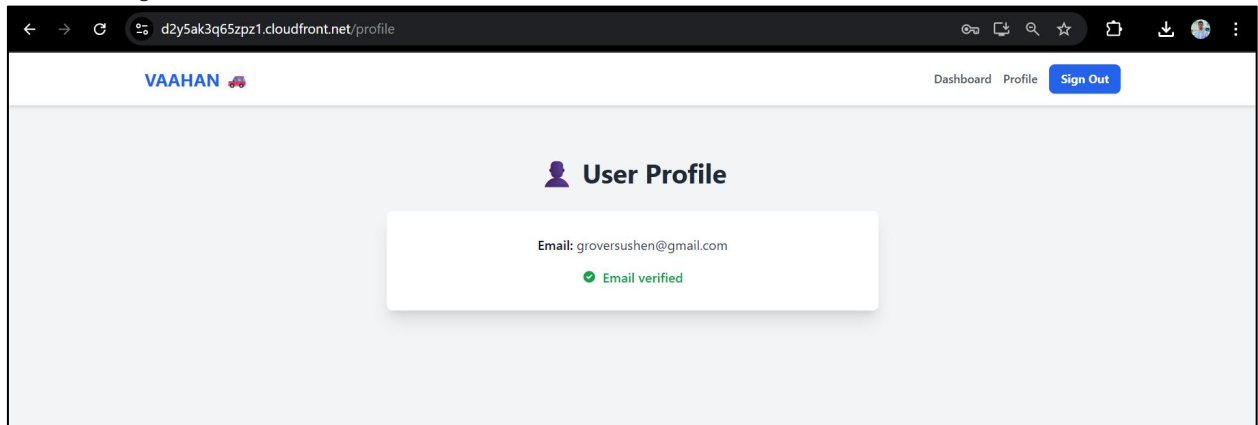 d2y5ak3q65zpz1.cloudfront.net/profile
VAAHAN 🚙 Dashboard Profile Sign Out
👤 User Profile
Email: groversushen@gmail.com
Email verified